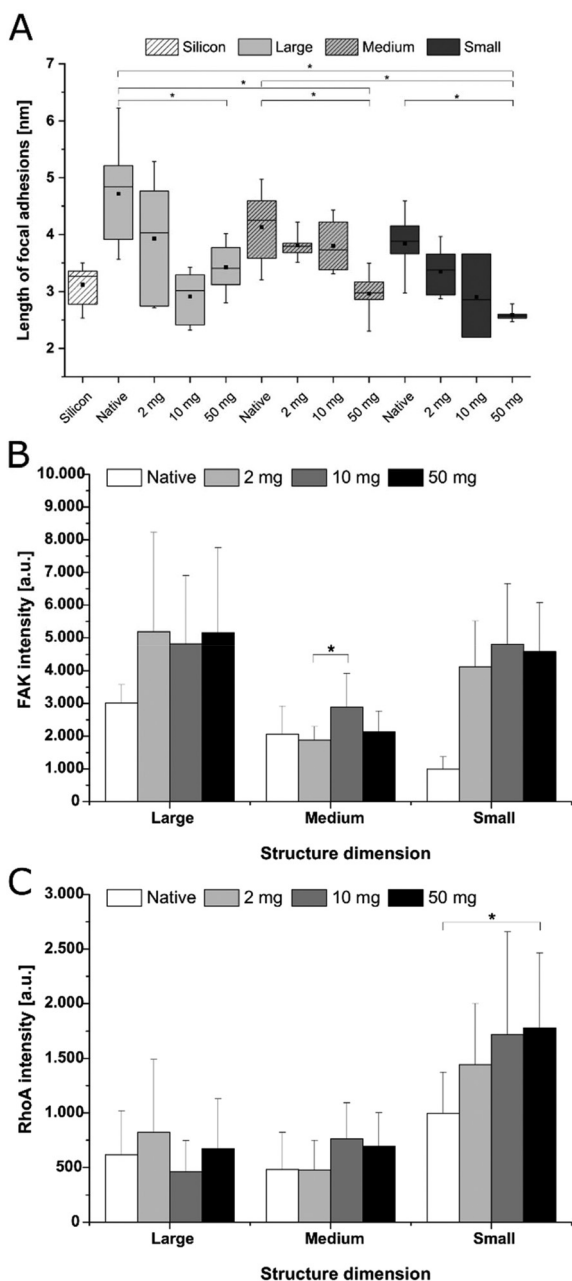 A
Silicon Large Medium Small
Length of focal adhesions [nm]
7
6
5
4
3
2
*
*
*
*
*
*
Silicon Native 2 mg 10 mg 50 mg Native 2 mg 10 mg 50 mg Native 2 mg 10 mg 50 mg
B
Native 2 mg 10 mg 50 mg
FAK intensity [a.u.]
10.000
9.000
8.000
7.000
6.000
5.000
4.000
3.000
2.000
1.000
0
*
Large Medium Small
Structure dimension
C
Native 2 mg 10 mg 50 mg
RhoA intensity [a.u.]
3.000
2.500
2.000
1.500
1.000
500
0
*
Large Medium Small
Structure dimension